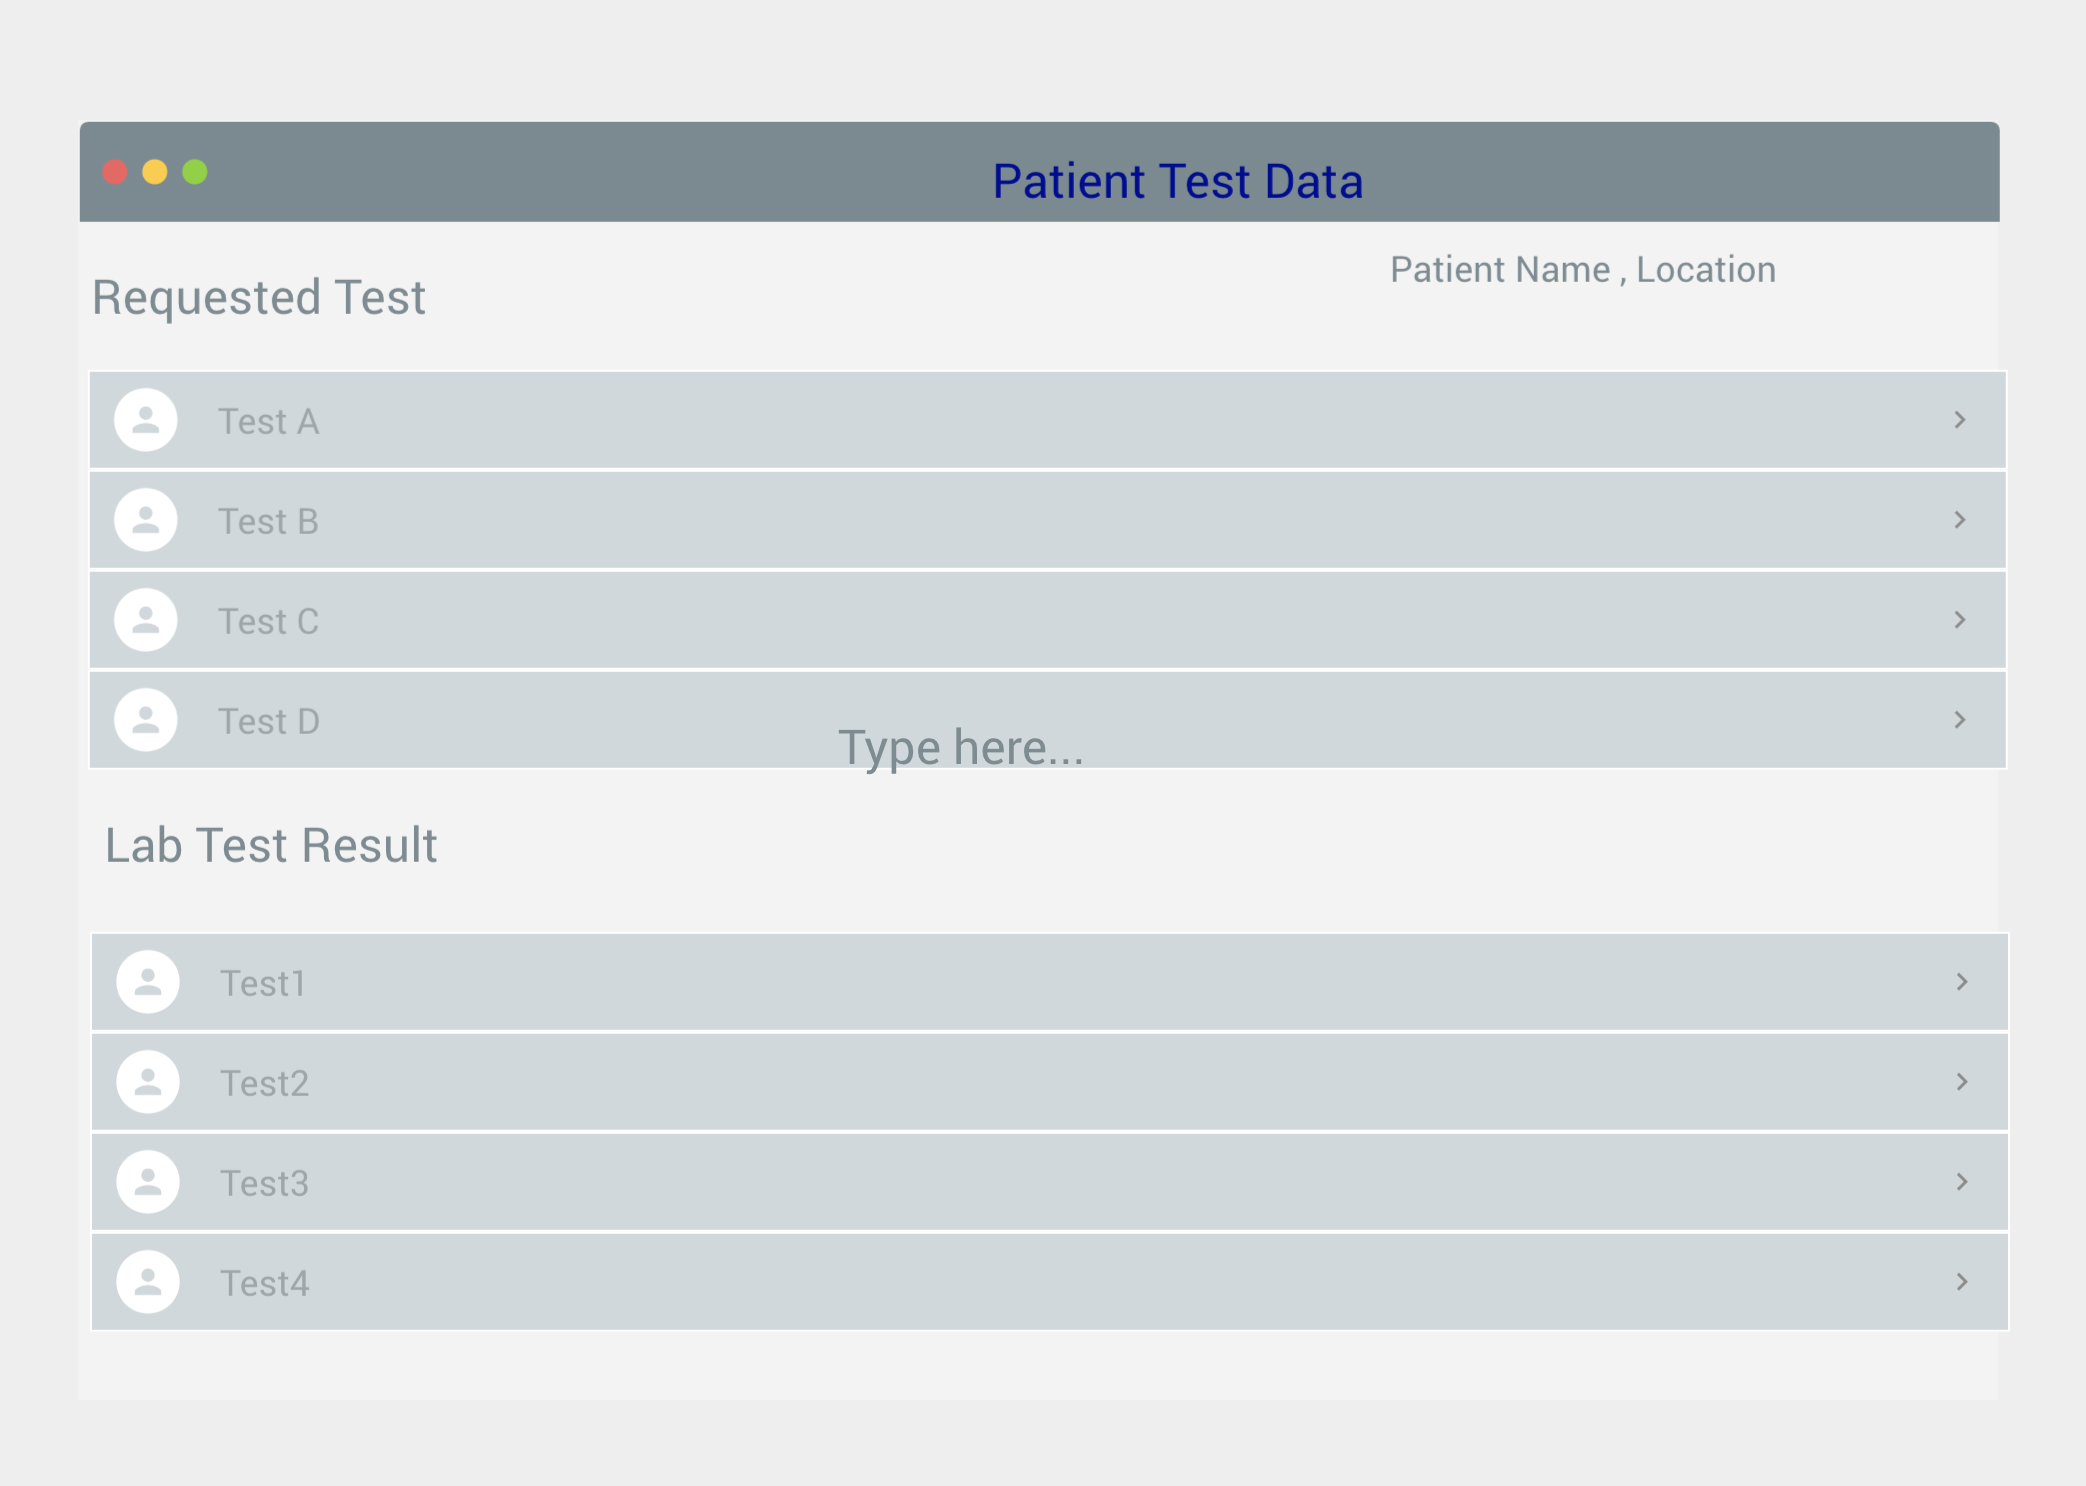 Patient Test Data
Patient Name , Location
Requested Test
Test A
Test B
Test C
Test D
Type here...
Lab Test Result
Test1
Test2
Test3
Test4